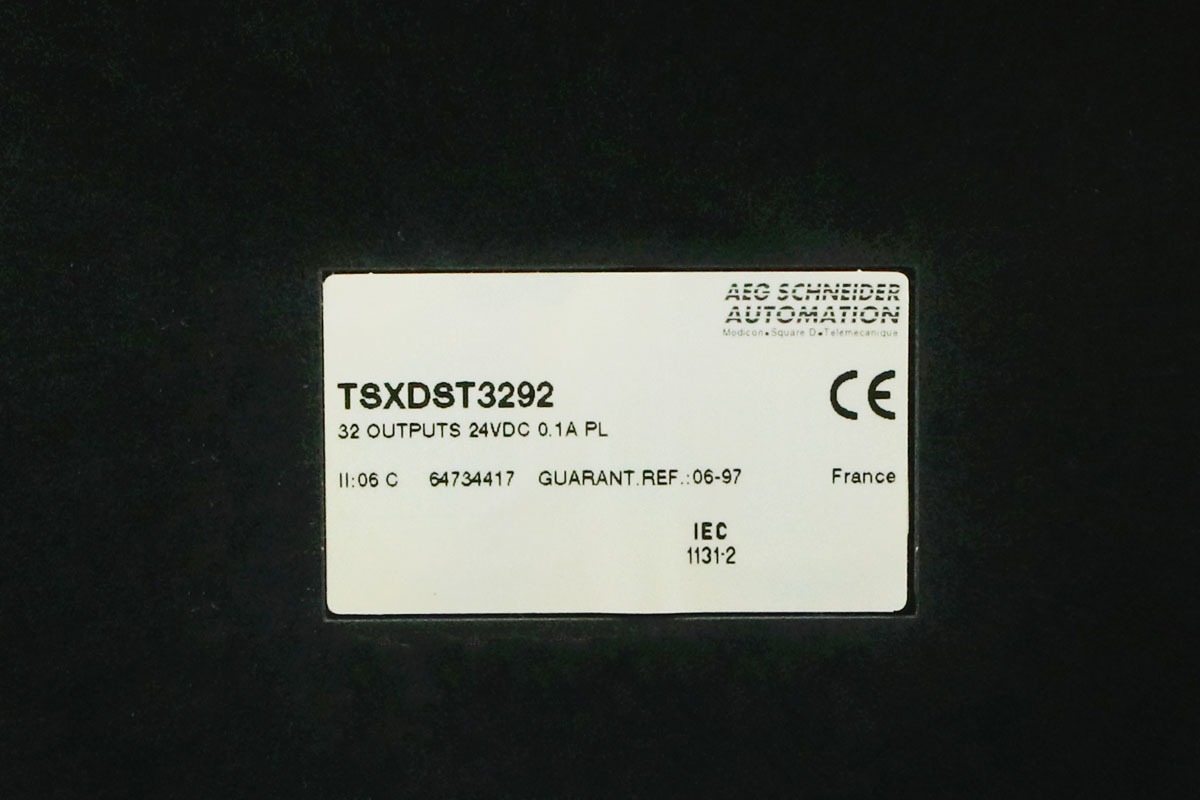 AEG SCHNEIDER
AUTOMATION
Modicon•Square D•Telemecanique
TSXDST3292
CE
32 OUTPUTS 24VDC 0.1A PL
II:06 C 64734417 GUARANT.REF.:06-97 France
IEC
1131-2